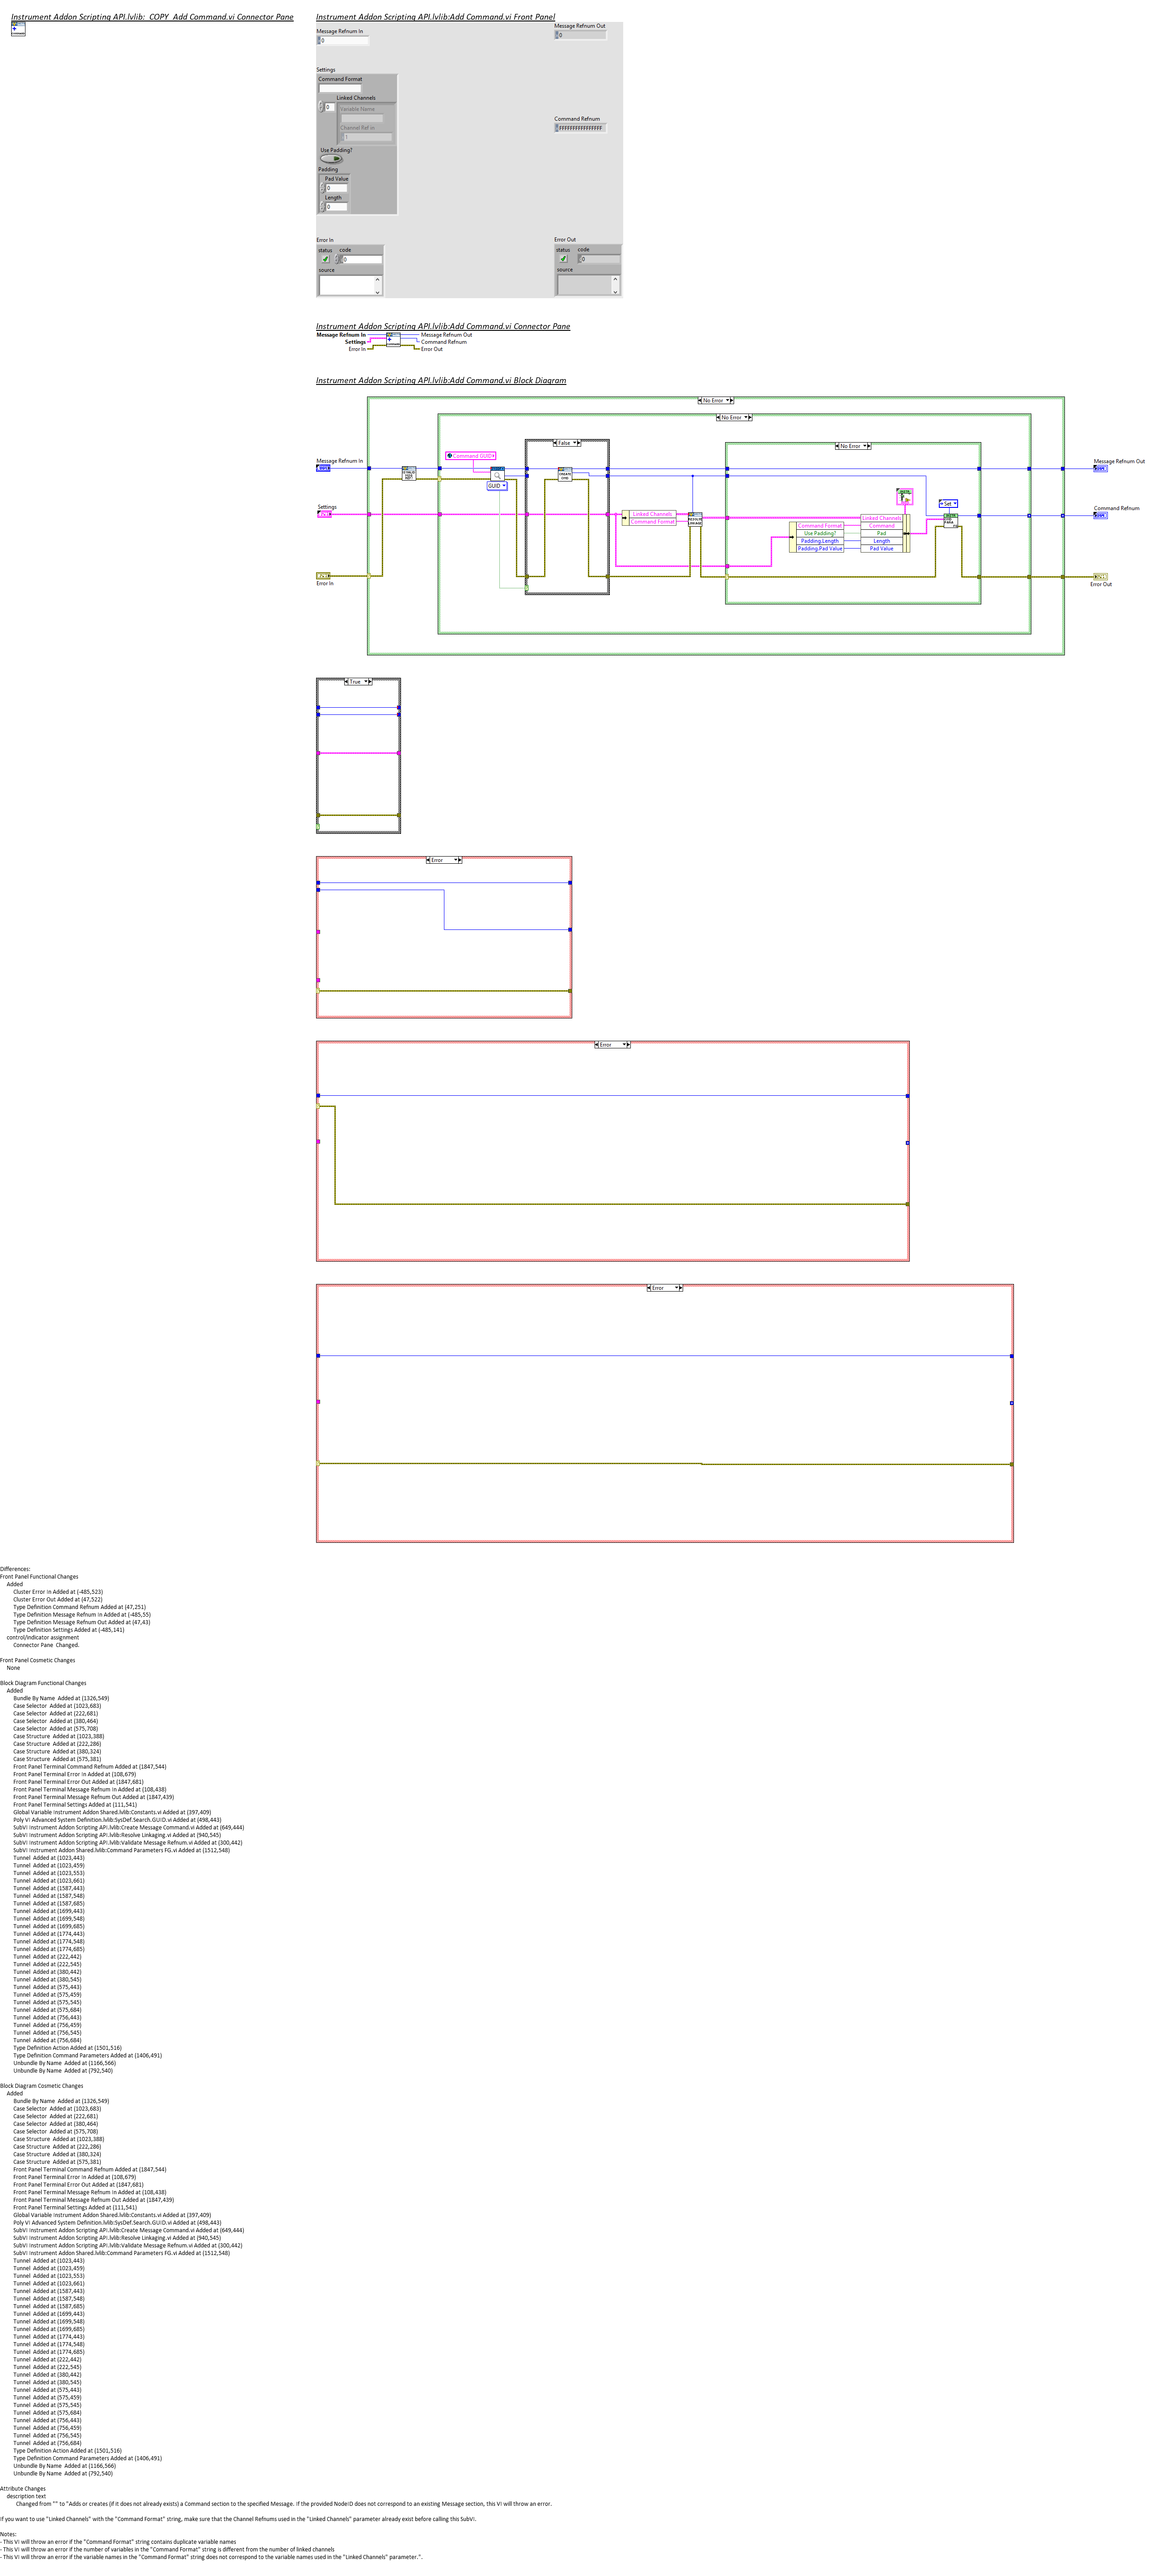 Instrument Addon Scripting API.lvlib:_COPY_Add Command.vi Connector Pane
Instrument Addon Scripting API.lvlib:Add Command.vi Front Panel
Message Refnum In
0
Message Refnum Out
0
Settings
Command Format
Linked Channels
0
Variable Name
Channel Ref in
Command Refnum
FFFFFFFFFFFFFFFF
Use Padding?
Padding
Pad Value
0
Length
0
Error In
status code
0
source
Error Out
status code
0
source
Instrument Addon Scripting API.lvlib:Add Command.vi Connector Pane
Message Refnum In
Settings
Error In
Message Refnum Out
Command Refnum
Error Out
Instrument Addon Scripting API.lvlib:Add Command.vi Block Diagram
No Error
No Error
False
No Error
Message Refnum In
Command GUID
GUID
Message Refnum Out
Settings
Linked Channels
Command Format
Set
Command Refnum
Linked Channels
Command Format
Command
Use Padding?
Pad
Padding.Length
Length
Padding.Pad Value
Pad Value
Error In
Error Out
True
Error
Error
Error
Differences:
Front Panel Functional Changes
Added
Cluster Error In Added at (-485,523)
Cluster Error Out Added at (47,522)
Type Definition Command Refnum Added at (47,251)
Type Definition Message Refnum In Added at (-485,55)
Type Definition Message Refnum Out Added at (47,43)
Type Definition Settings Added at (-485,141)
control/indicator assignment
Connector Pane Changed.
Front Panel Cosmetic Changes
None
Block Diagram Functional Changes
Added
Bundle By Name Added at (1326,549)
Case Selector Added at (1023,683)
Case Selector Added at (222,681)
Case Selector Added at (380,464)
Case Selector Added at (575,708)
Case Structure Added at (1023,388)
Case Structure Added at (222,286)
Case Structure Added at (380,324)
Case Structure Added at (575,381)
Front Panel Terminal Command Refnum Added at (1847,544)
Front Panel Terminal Error In Added at (108,679)
Front Panel Terminal Error Out Added at (1847,681)
Front Panel Terminal Message Refnum In Added at (108,438)
Front Panel Terminal Message Refnum Out Added at (1847,439)
Front Panel Terminal Settings Added at (111,541)
Global Variable Instrument Addon Shared.lvlib:Constants.vi Added at (397,409)
Poly VI Advanced System Definition.lvlib:SysDef.Search.GUID.vi Added at (498,443)
SubVI Instrument Addon Scripting API.lvlib:Create Message Command.vi Added at (649,444)
SubVI Instrument Addon Scripting API.lvlib:Resolve Linkaging.vi Added at (940,545)
SubVI Instrument Addon Scripting API.lvlib:Validate Message Refnum.vi Added at (300,442)
SubVI Instrument Addon Shared.lvlib:Command Parameters FG.vi Added at (1512,548)
Tunnel Added at (1023,443)
Tunnel Added at (1023,459)
Tunnel Added at (1023,553)
Tunnel Added at (1023,661)
Tunnel Added at (1587,443)
Tunnel Added at (1587,548)
Tunnel Added at (1587,685)
Tunnel Added at (1699,443)
Tunnel Added at (1699,548)
Tunnel Added at (1699,685)
Tunnel Added at (1774,443)
Tunnel Added at (1774,548)
Tunnel Added at (1774,685)
Tunnel Added at (222,442)
Tunnel Added at (222,545)
Tunnel Added at (380,442)
Tunnel Added at (380,545)
Tunnel Added at (575,443)
Tunnel Added at (575,459)
Tunnel Added at (575,545)
Tunnel Added at (575,684)
Tunnel Added at (756,443)
Tunnel Added at (756,459)
Tunnel Added at (756,545)
Tunnel Added at (756,684)
Type Definition Action Added at (1501,516)
Type Definition Command Parameters Added at (1406,491)
Unbundle By Name Added at (1166,566)
Unbundle By Name Added at (792,540)
Block Diagram Cosmetic Changes
Added
Bundle By Name Added at (1326,549)
Case Selector Added at (1023,683)
Case Selector Added at (222,681)
Case Selector Added at (380,464)
Case Selector Added at (575,708)
Case Structure Added at (1023,388)
Case Structure Added at (222,286)
Case Structure Added at (380,324)
Case Structure Added at (575,381)
Front Panel Terminal Command Refnum Added at (1847,544)
Front Panel Terminal Error In Added at (108,679)
Front Panel Terminal Error Out Added at (1847,681)
Front Panel Terminal Message Refnum In Added at (108,438)
Front Panel Terminal Message Refnum Out Added at (1847,439)
Front Panel Terminal Settings Added at (111,541)
Global Variable Instrument Addon Shared.lvlib:Constants.vi Added at (397,409)
Poly VI Advanced System Definition.lvlib:SysDef.Search.GUID.vi Added at (498,443)
SubVI Instrument Addon Scripting API.lvlib:Create Message Command.vi Added at (649,444)
SubVI Instrument Addon Scripting API.lvlib:Resolve Linkaging.vi Added at (940,545)
SubVI Instrument Addon Scripting API.lvlib:Validate Message Refnum.vi Added at (300,442)
SubVI Instrument Addon Shared.lvlib:Command Parameters FG.vi Added at (1512,548)
Tunnel Added at (1023,443)
Tunnel Added at (1023,459)
Tunnel Added at (1023,553)
Tunnel Added at (1023,661)
Tunnel Added at (1587,443)
Tunnel Added at (1587,548)
Tunnel Added at (1587,685)
Tunnel Added at (1699,443)
Tunnel Added at (1699,548)
Tunnel Added at (1699,685)
Tunnel Added at (1774,443)
Tunnel Added at (1774,548)
Tunnel Added at (1774,685)
Tunnel Added at (222,442)
Tunnel Added at (222,545)
Tunnel Added at (380,442)
Tunnel Added at (380,545)
Tunnel Added at (575,443)
Tunnel Added at (575,459)
Tunnel Added at (575,545)
Tunnel Added at (575,684)
Tunnel Added at (756,443)
Tunnel Added at (756,459)
Tunnel Added at (756,545)
Tunnel Added at (756,684)
Type Definition Action Added at (1501,516)
Type Definition Command Parameters Added at (1406,491)
Unbundle By Name Added at (1166,566)
Unbundle By Name Added at (792,540)
Attribute Changes
description text
Changed from "" to "Adds or creates (if it does not already exists) a Command section to the specified Message. If the provided NodeID does not correspond to an existing Message section, this VI will throw an error.
If you want to use "Linked Channels" with the "Command Format" string, make sure that the Channel Refnums used in the "Linked Channels" parameter already exist before calling this SubVI.
Notes:
- This VI will throw an error if the "Command Format" string contains duplicate variable names
- This VI will throw an error if the number of variables in the "Command Format" string is different from the number of linked channels
- This VI will throw an error if the variable names in the "Command Format" string does not correspond to the variable names used in the "Linked Channels" parameter.".